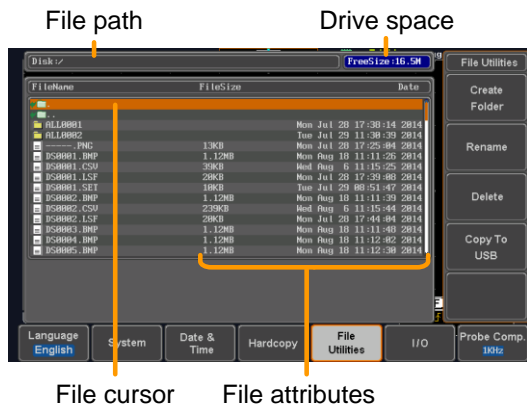 File path Drive space
Disk:/ FreeSize:16.5M File Utilities
FileName FileSize Date
.
..
ALL0001 Mon Jul 28 17:38:14 2014
ALL0002 Tue Jul 29 11:30:39 2014
-----.PNG 13KB Mon Jul 28 17:25:04 2014
DS0001.BMP 1.12MB Mon Aug 18 11:11:26 2014
DS0001.CSV 39KB Wed Aug 6 11:15:25 2014
DS0001.LSF 20KB Mon Jul 28 17:39:08 2014
DS0001.SET 10KB Tue Jul 29 08:51:47 2014
DS0002.BMP 1.12MB Mon Aug 18 11:11:39 2014
DS0002.CSV 239KB Wed Aug 6 11:15:44 2014
DS0002.LSF 20KB Mon Jul 28 17:44:04 2014
DS0003.BMP 1.12MB Mon Aug 18 11:11:48 2014
DS0004.BMP 1.12MB Mon Aug 18 11:12:02 2014
DS0005.BMP 1.12MB Mon Aug 18 11:12:30 2014
Create
Folder
Rename
Delete
Copy To
USB
Language
English
System
Date &
Time
Hardcopy
File
Utilities
I/O
Probe Comp.
1KHz
File cursor File attributes